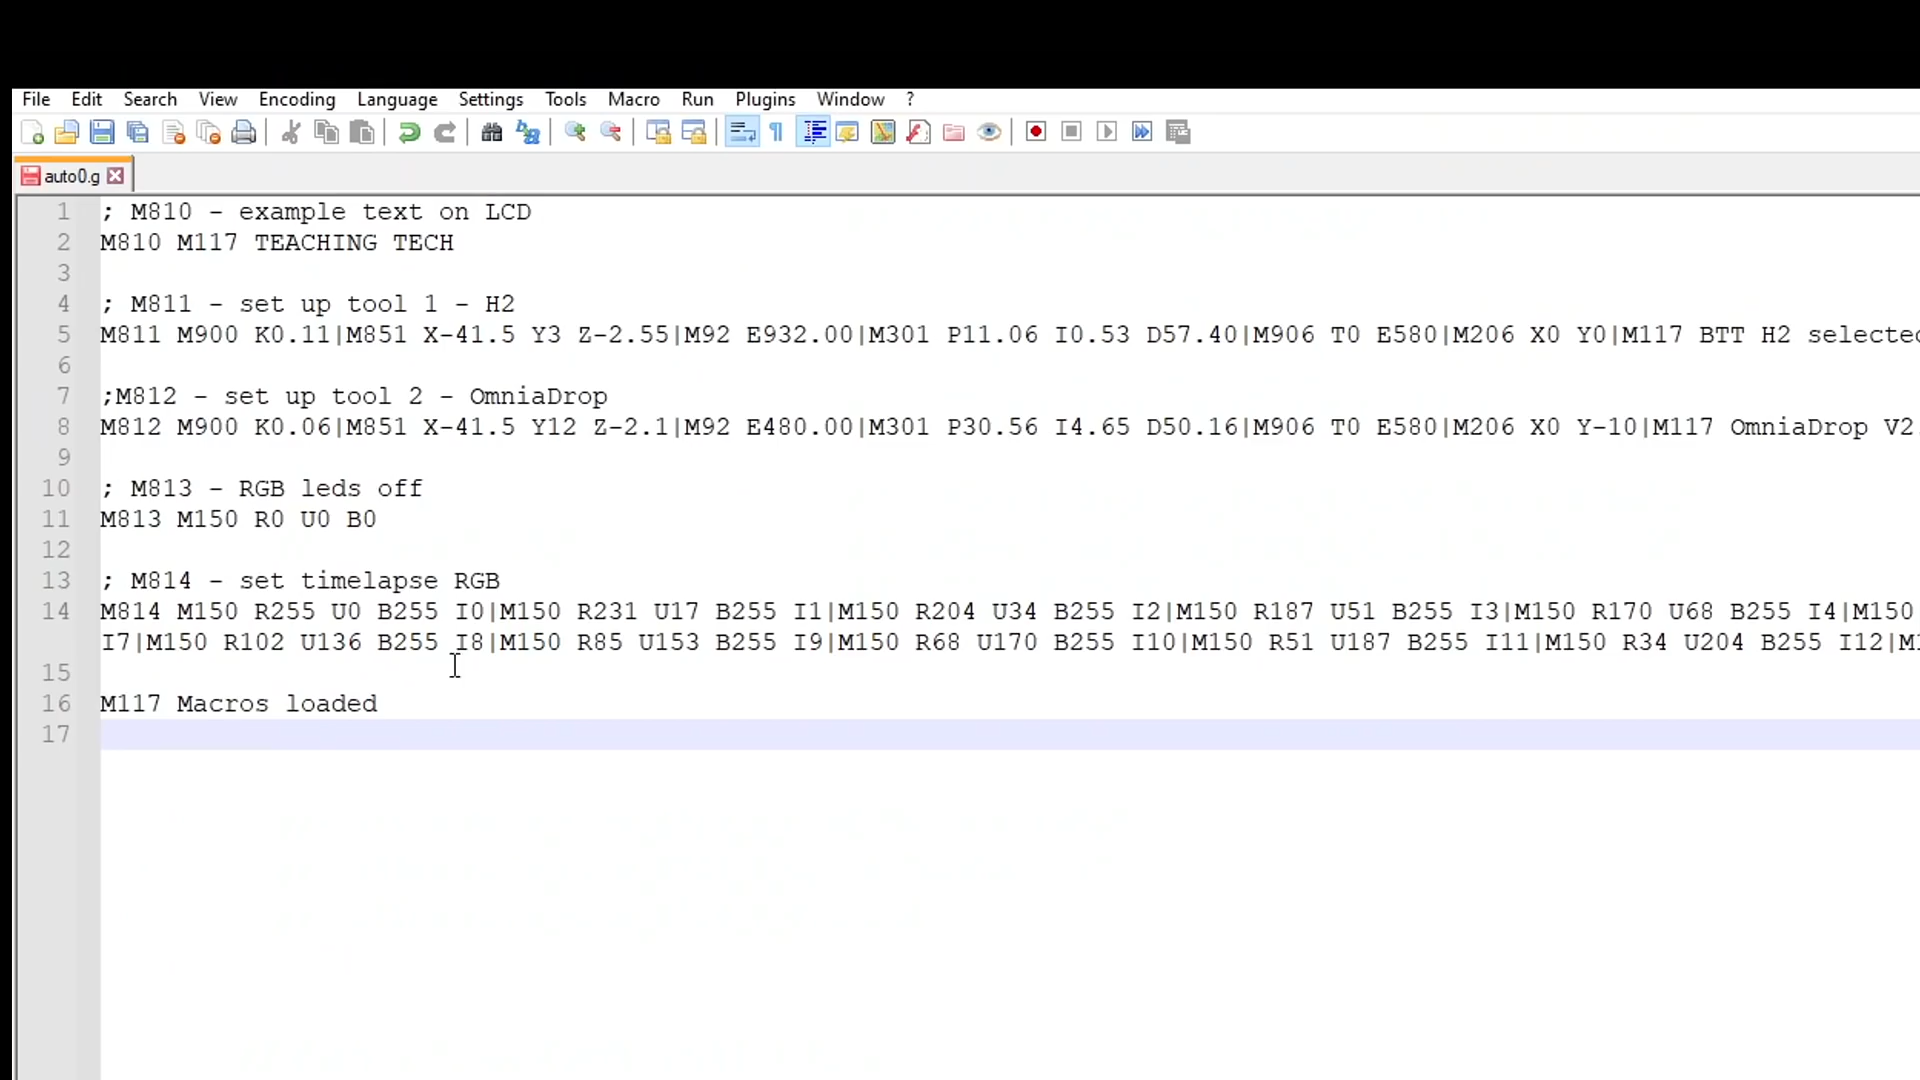 File Edit Search View Encoding Language Settings Tools Macro Run Plugins Window ?
auto0.g
1 ; M810 - example text on LCD
2 M810 M117 TEACHING TECH
3
4 ; M811 - set up tool 1 - H2
5 M811 M900 K0.11|M851 X-41.5 Y3 Z-2.55|M92 E932.00|M301 P11.06 I0.53 D57.40|M906 T0 E580|M206 X0 Y0|M117 BTT H2 selected
6
7 ;M812 - set up tool 2 - OmniaDrop
8 M812 M900 K0.06|M851 X-41.5 Y12 Z-2.1|M92 E480.00|M301 P30.56 I4.65 D50.16|M906 T0 E580|M206 X0 Y-10|M117 OmniaDrop V2
9
10 ; M813 - RGB leds off
11 M813 M150 R0 U0 B0
12
13 ; M814 - set timelapse RGB
14 M814 M150 R255 U0 B255 I0|M150 R231 U17 B255 I1|M150 R204 U34 B255 I2|M150 R187 U51 B255 I3|M150 R170 U68 B255 I4|M150
I7|M150 R102 U136 B255 I8|M150 R85 U153 B255 I9|M150 R68 U170 B255 I10|M150 R51 U187 B255 I11|M150 R34 U204 B255 I12|M1
15
16 M117 Macros loaded
17